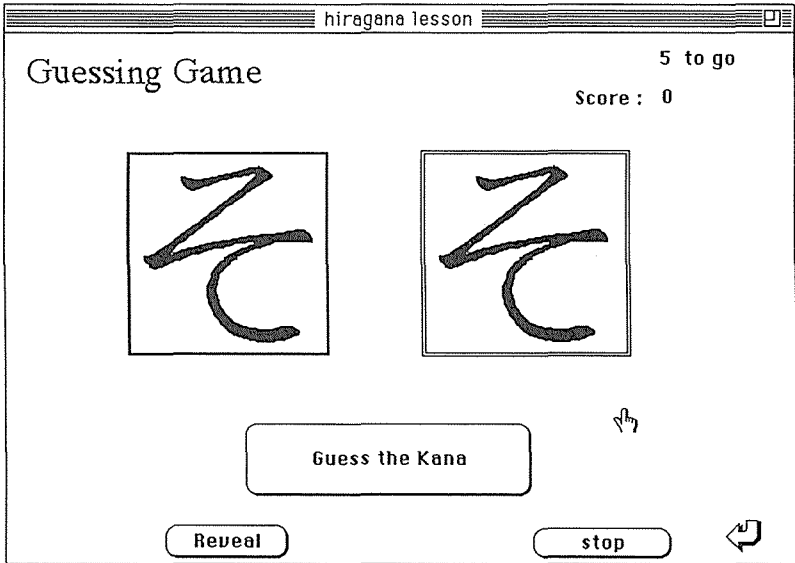 hiragana lesson
Guessing Game
5 to go
Score : 0
そ そ
Guess the Kana
Reveal
stop